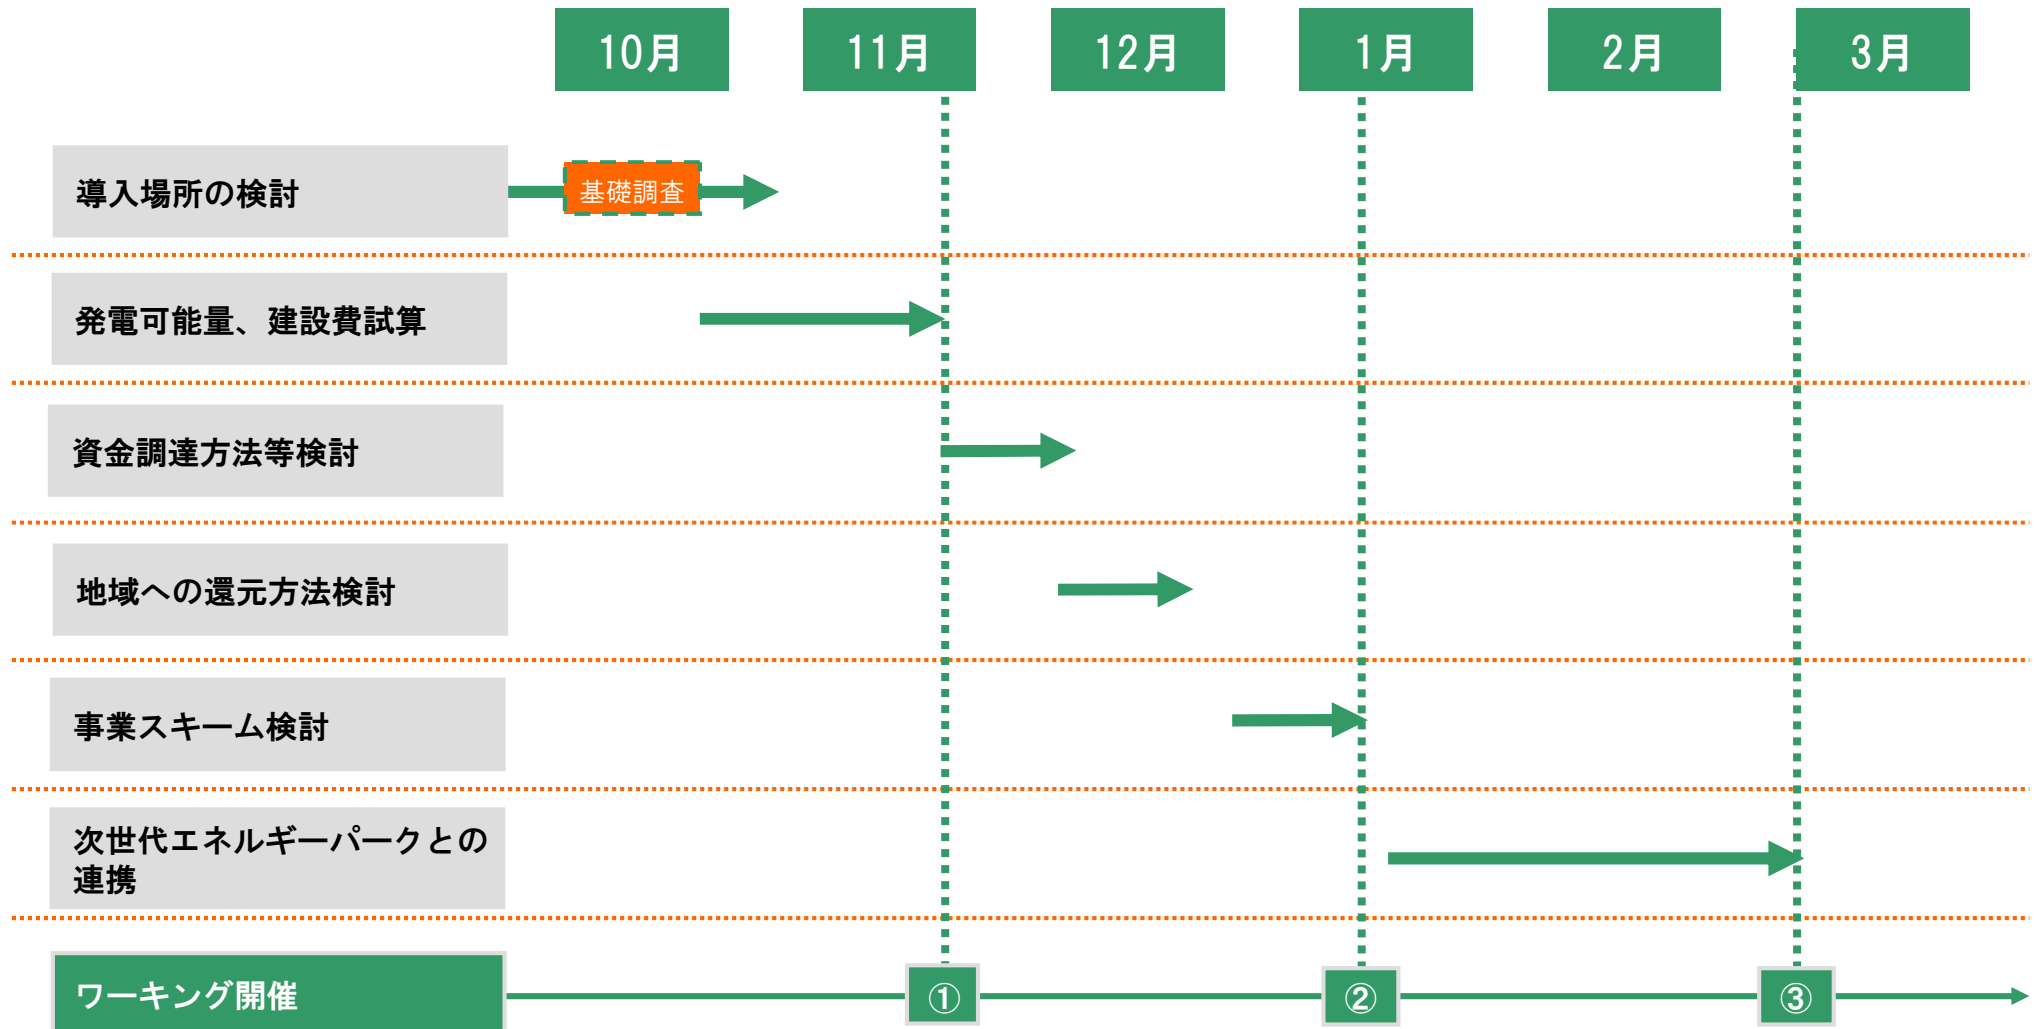 10月
11月
12月
1月
2月
3月
導入場所の検討
基礎調査
発電可能量、建設費試算
資金調達方法等検討
地域への還元方法検討
事業スキーム検討
次世代エネルギーパークとの
連携
ワーキング開催
①
②
③